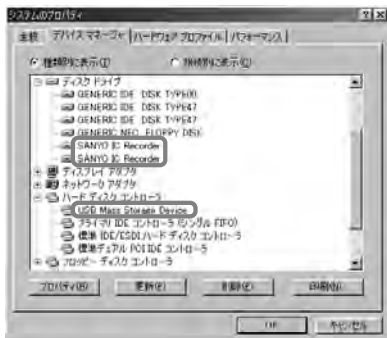 システムのプロパティ
全般 デバイス マネージャ ハードウェア プロファイル パフォーマンス
種類別に表示(T) 接続別に表示(C)
ディスク ドライブ
GENERIC IDE DISK TYPE00
GENERIC IDE DISK TYPE47
GENERIC IDE DISK TYPE47
GENERIC NEC FLOPPY DISK
SANYO IC Recorder
SANYO IC Recorder
ディスプレイ アダプタ
ネットワーク アダプタ
ハード ディスク コントローラ
USB Mass Storage Device
プライマリ IDE コントローラ (シングル FIFO)
標準 IDE/ESDI ハード ディスク コントローラ
標準デュアル PCI IDE コントローラ
フロッピー ディスク コントローラ
プロパティ(R) 更新(F) 削除(E) 印刷(N)
OK キャンセル